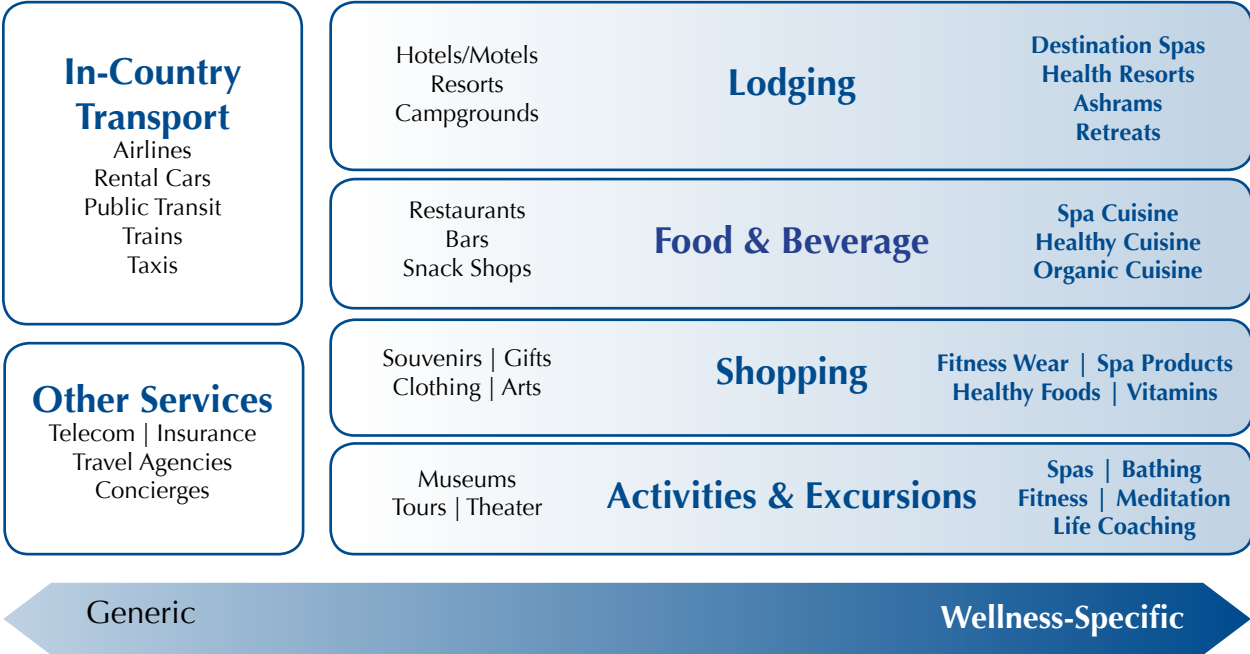 In-Country
Transport
Airlines
Rental Cars
Public Transit
Trains
Taxis
Other Services
Telecom | Insurance
Travel Agencies
Concierges
Hotels/Motels
Resorts
Campgrounds
Lodging
Destination Spas
Health Resorts
Ashrams
Retreats
Restaurants
Bars
Snack Shops
Food & Beverage
Spa Cuisine
Healthy Cuisine
Organic Cuisine
Souvenirs | Gifts
Clothing | Arts
Shopping
Fitness Wear | Spa Products
Healthy Foods | Vitamins
Museums
Tours | Theater
Activities & Excursions
Spas | Bathing
Fitness | Meditation
Life Coaching
Generic
Wellness-Specific